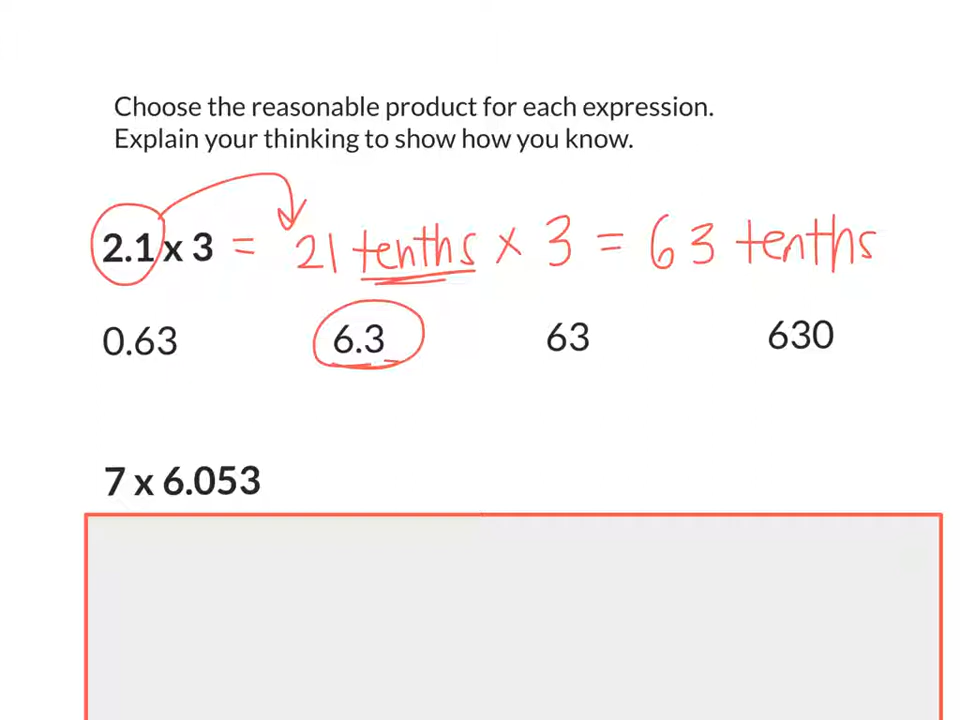 Choose the reasonable product for each expression.
Explain your thinking to show how you know.
2.1 x 3 = 21 tenths x 3 = 63 tenths
0.63 6.3 63 630
7 x 6.053